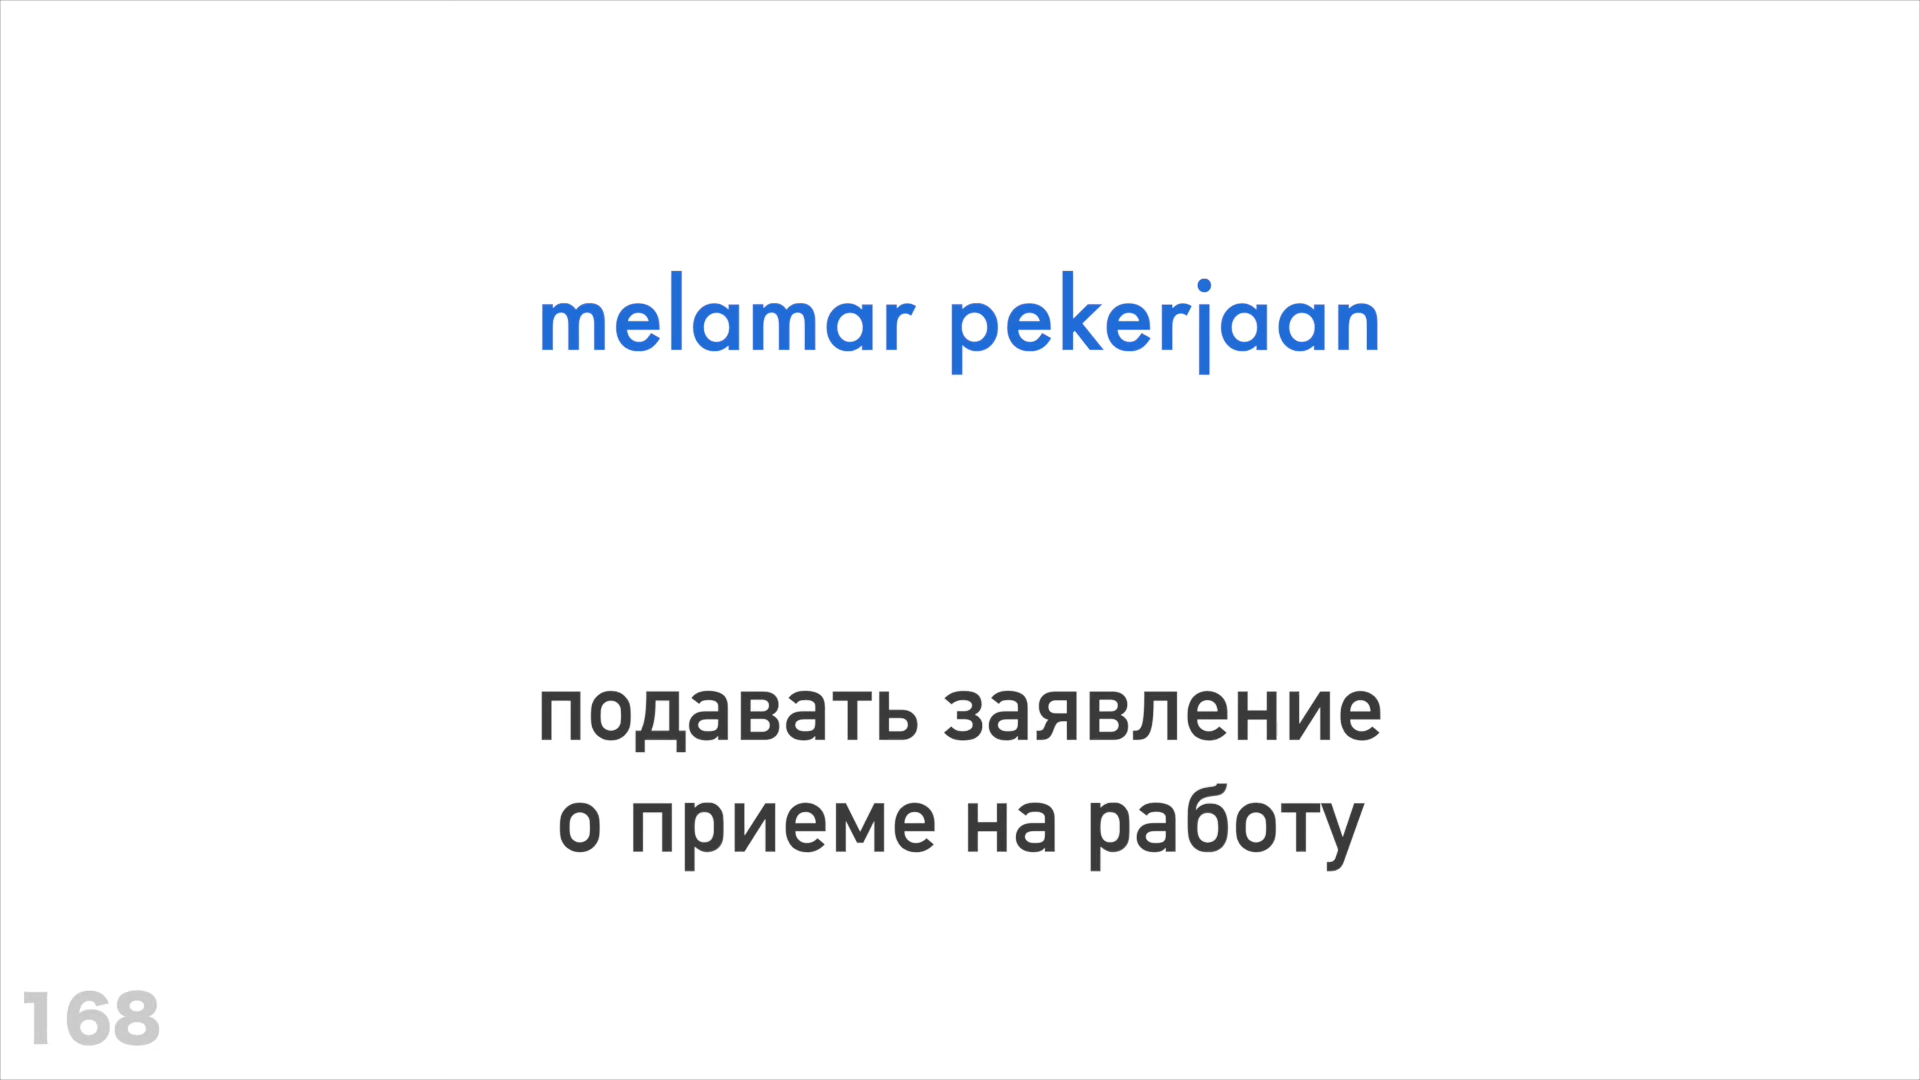 melamar pekerjaan
подавать заявление
о приеме на работу
168